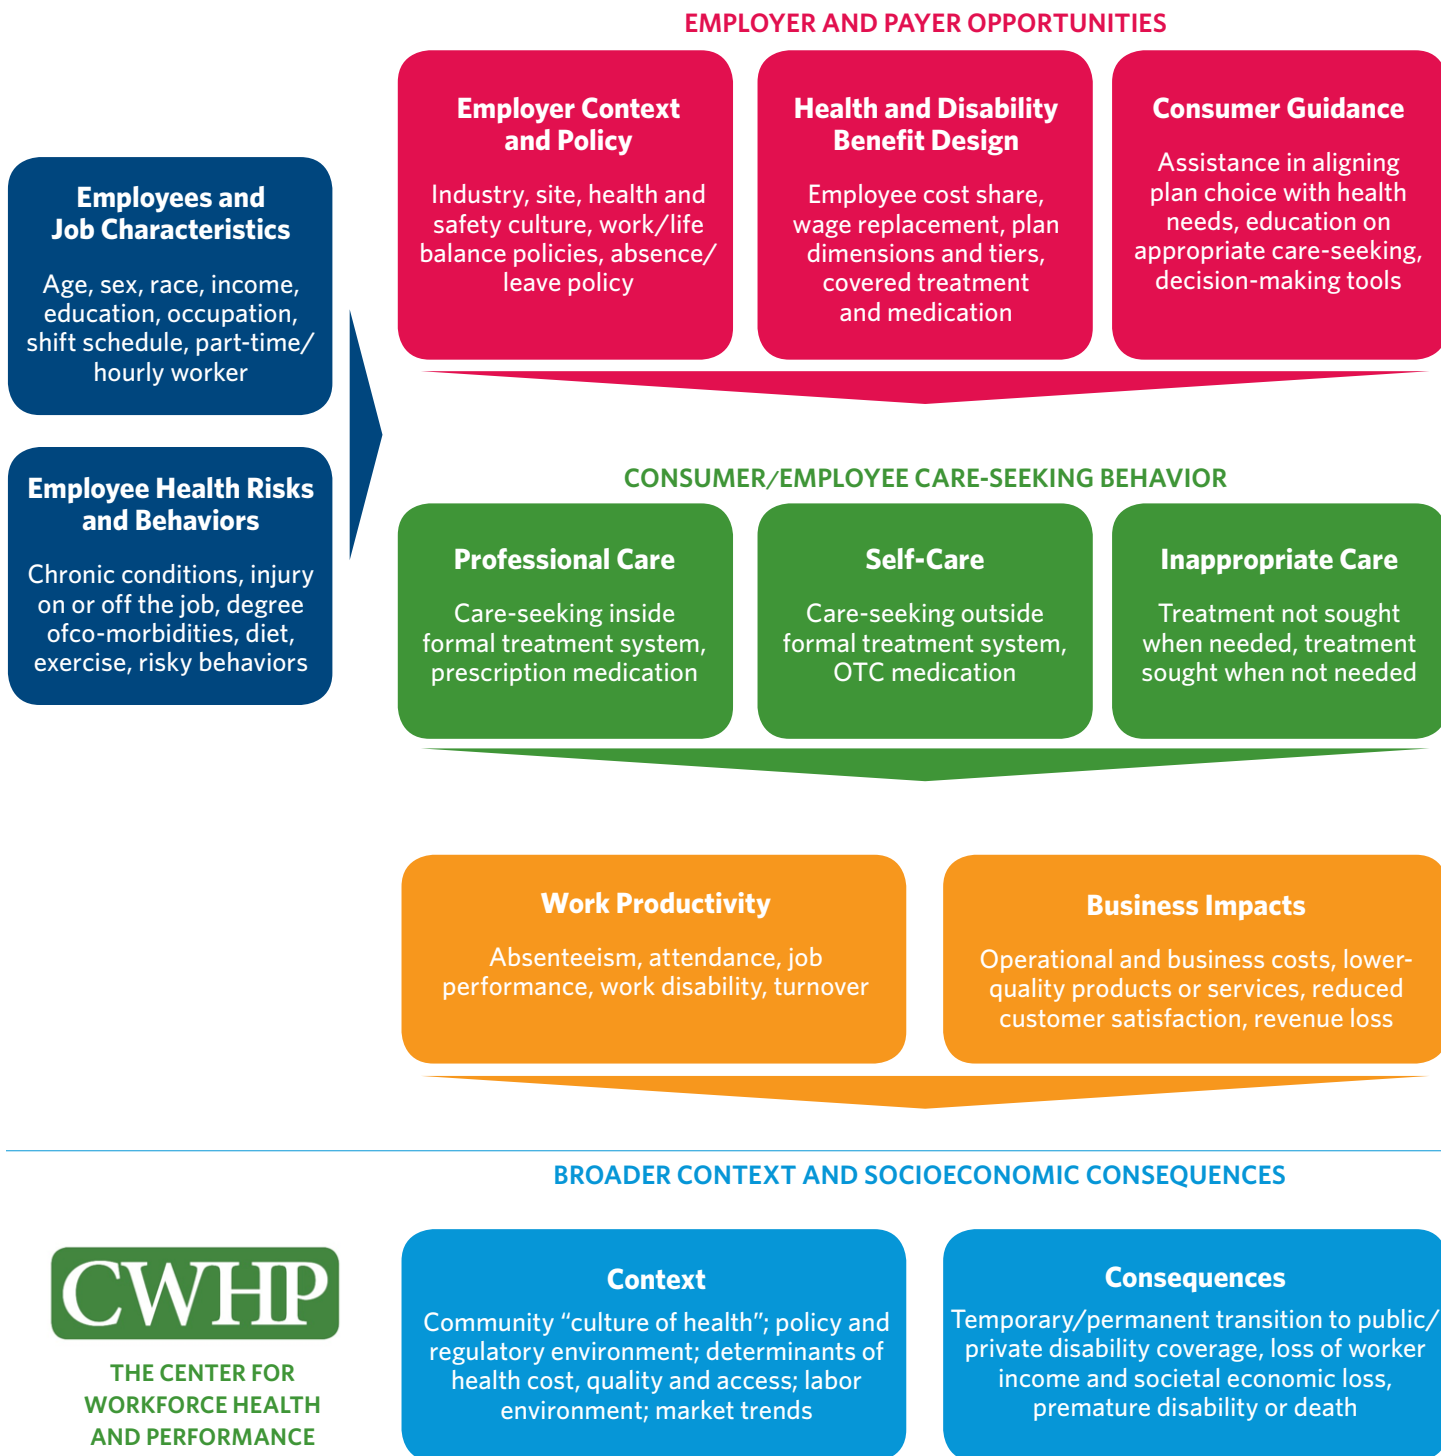 EMPLOYER AND PAYER OPPORTUNITIES
Employees and
Job Characteristics
Age, sex, race, income,
education, occupation,
shift schedule, part-time/
hourly worker
Employee Health Risks
and Behaviors
Chronic conditions, injury
on or off the job, degree
ofco-morbidities, diet,
exercise, risky behaviors
Employer Context
and Policy
Industry, site, health and
safety culture, work/life
balance policies, absence/
leave policy
Health and Disability
Benefit Design
Employee cost share,
wage replacement, plan
dimensions and tiers,
covered treatment
and medication
Consumer Guidance
Assistance in aligning
plan choice with health
needs, education on
appropriate care-seeking,
decision-making tools
CONSUMER/EMPLOYEE CARE-SEEKING BEHAVIOR
Professional Care
Care-seeking inside
formal treatment system,
prescription medication
Self-Care
Care-seeking outside
formal treatment system,
OTC medication
Inappropriate Care
Treatment not sought
when needed, treatment
sought when not needed
Work Productivity
Absenteeism, attendance, job
performance, work disability, turnover
Business Impacts
Operational and business costs, lower-
quality products or services, reduced
customer satisfaction, revenue loss
BROADER CONTEXT AND SOCIOECONOMIC CONSEQUENCES
CWHP
THE CENTER FOR
WORKFORCE HEALTH
AND PERFORMANCE
Context
Community “culture of health”; policy and
regulatory environment; determinants of
health cost, quality and access; labor
environment; market trends
Consequences
Temporary/permanent transition to public/
private disability coverage, loss of worker
income and societal economic loss,
premature disability or death